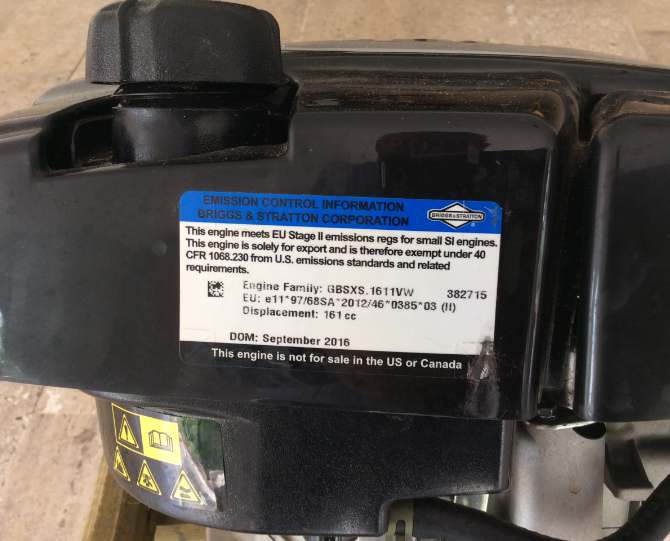 EMISSION CONTROL INFORMATION
BRIGGS & STRATTON CORPORATION
BRIGGS & STRATTON
This engine meets EU Stage II emissions regs for small SI engines.
This engine is solely for export and is therefore exempt under 40
CFR 1068.230 from U.S. emissions standards and related
requirements.
Engine Family: GBSXS.1611VW 382715
EU: e11*97/68SA*2012/46*0385*03 (II)
Displacement: 161 cc
DOM: September 2016
This engine is not for sale in the US or Canada